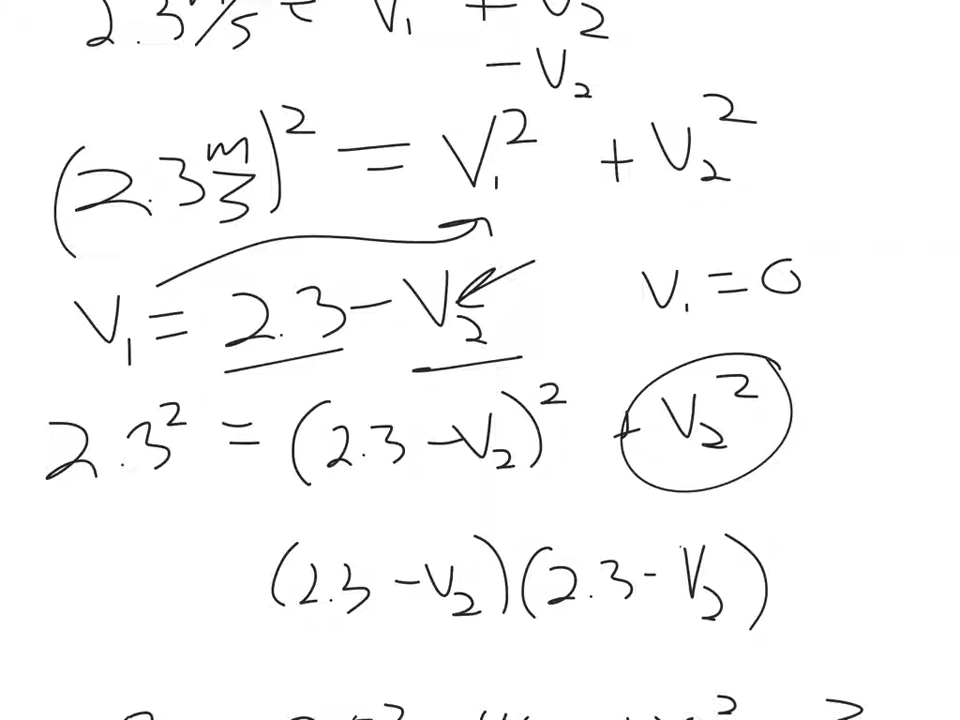 2.3 m/s = V₁ + V₂
- V₂
(2.3 m/s)² = V₁² + V₂²
V₁ = 2.3 - V₂ V₁ = 0
2.3² = (2.3 - V₂)² + V₂²
(2.3 - V₂)(2.3 - V₂)